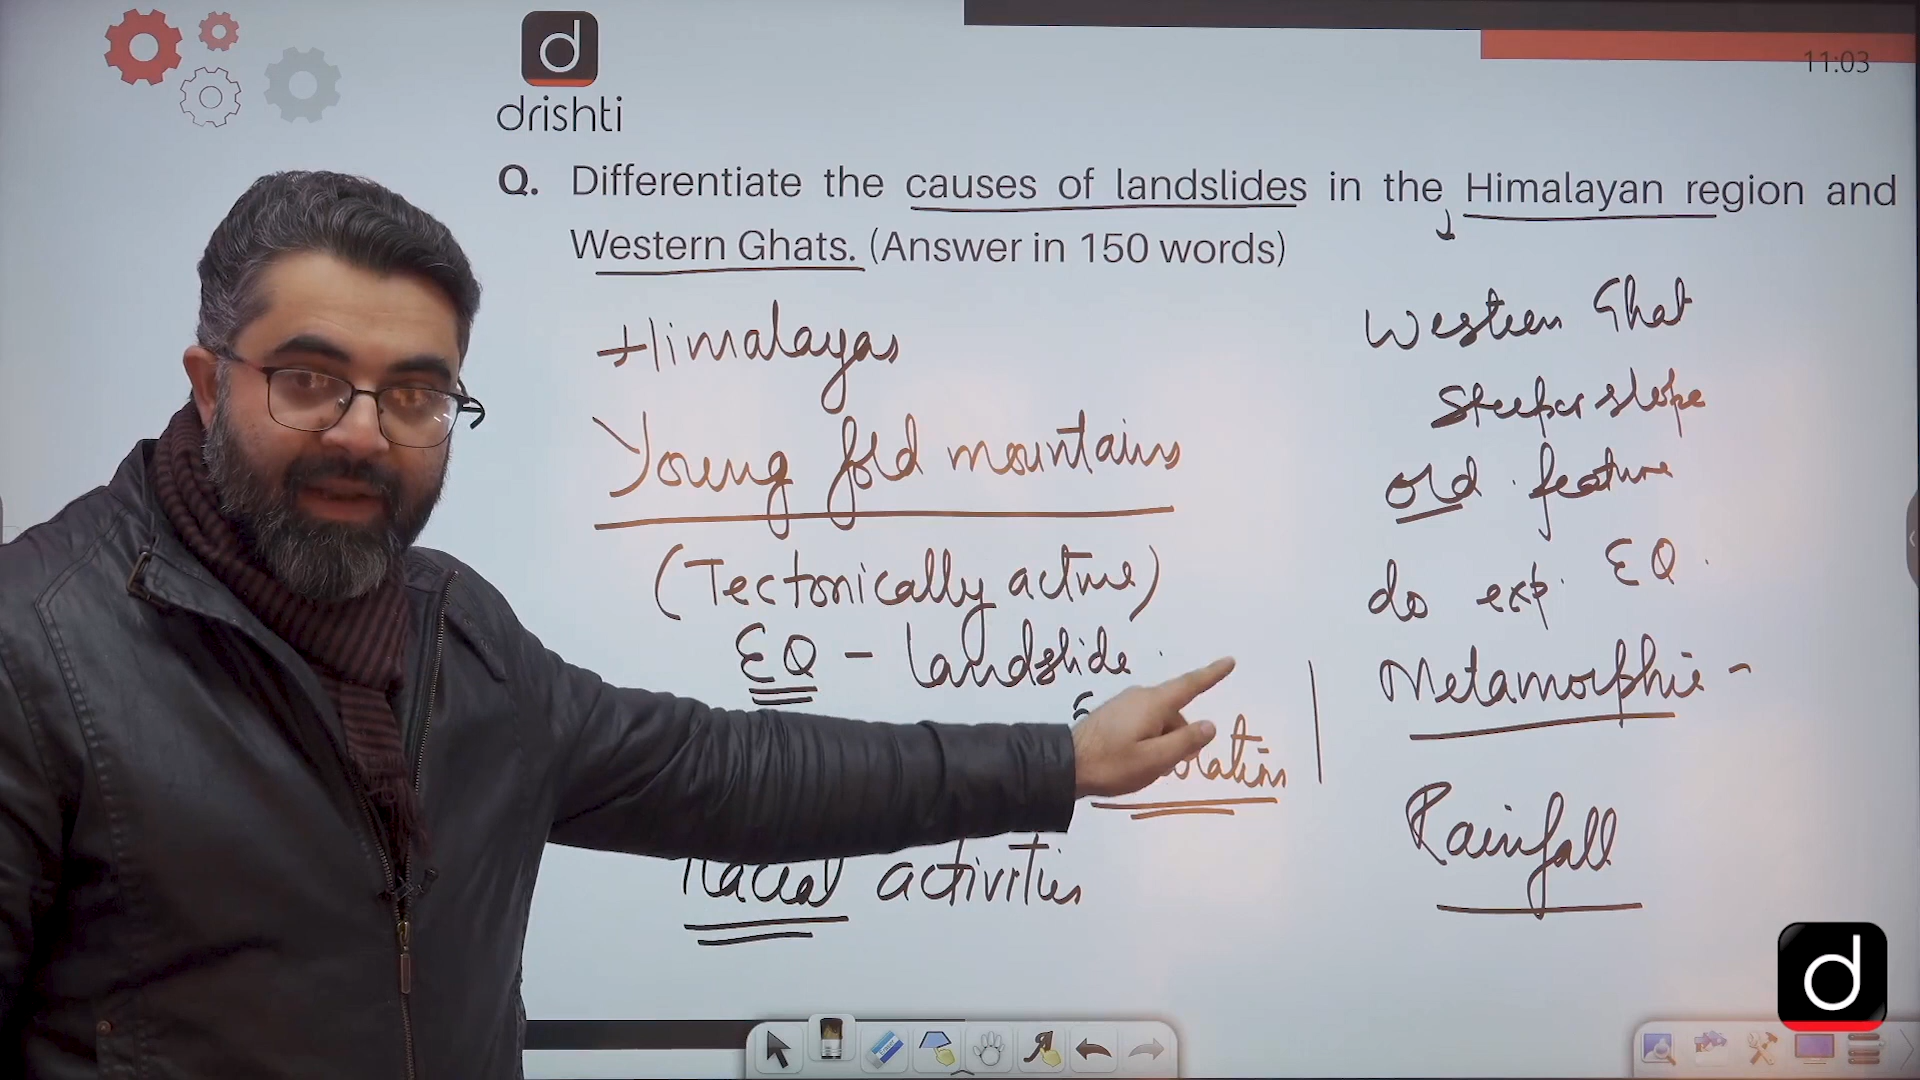 drishti
11:03
Q. Differentiate the causes of landslides in the Himalayan region and
Western Ghats. (Answer in 150 words)
Himalayas
Young fold mountains
(Tectonically active)
EQ - Landslide
activities
Western Ghat
Steeper slope
old feature
do exp. EQ.
Metamorphic -
Rainfall